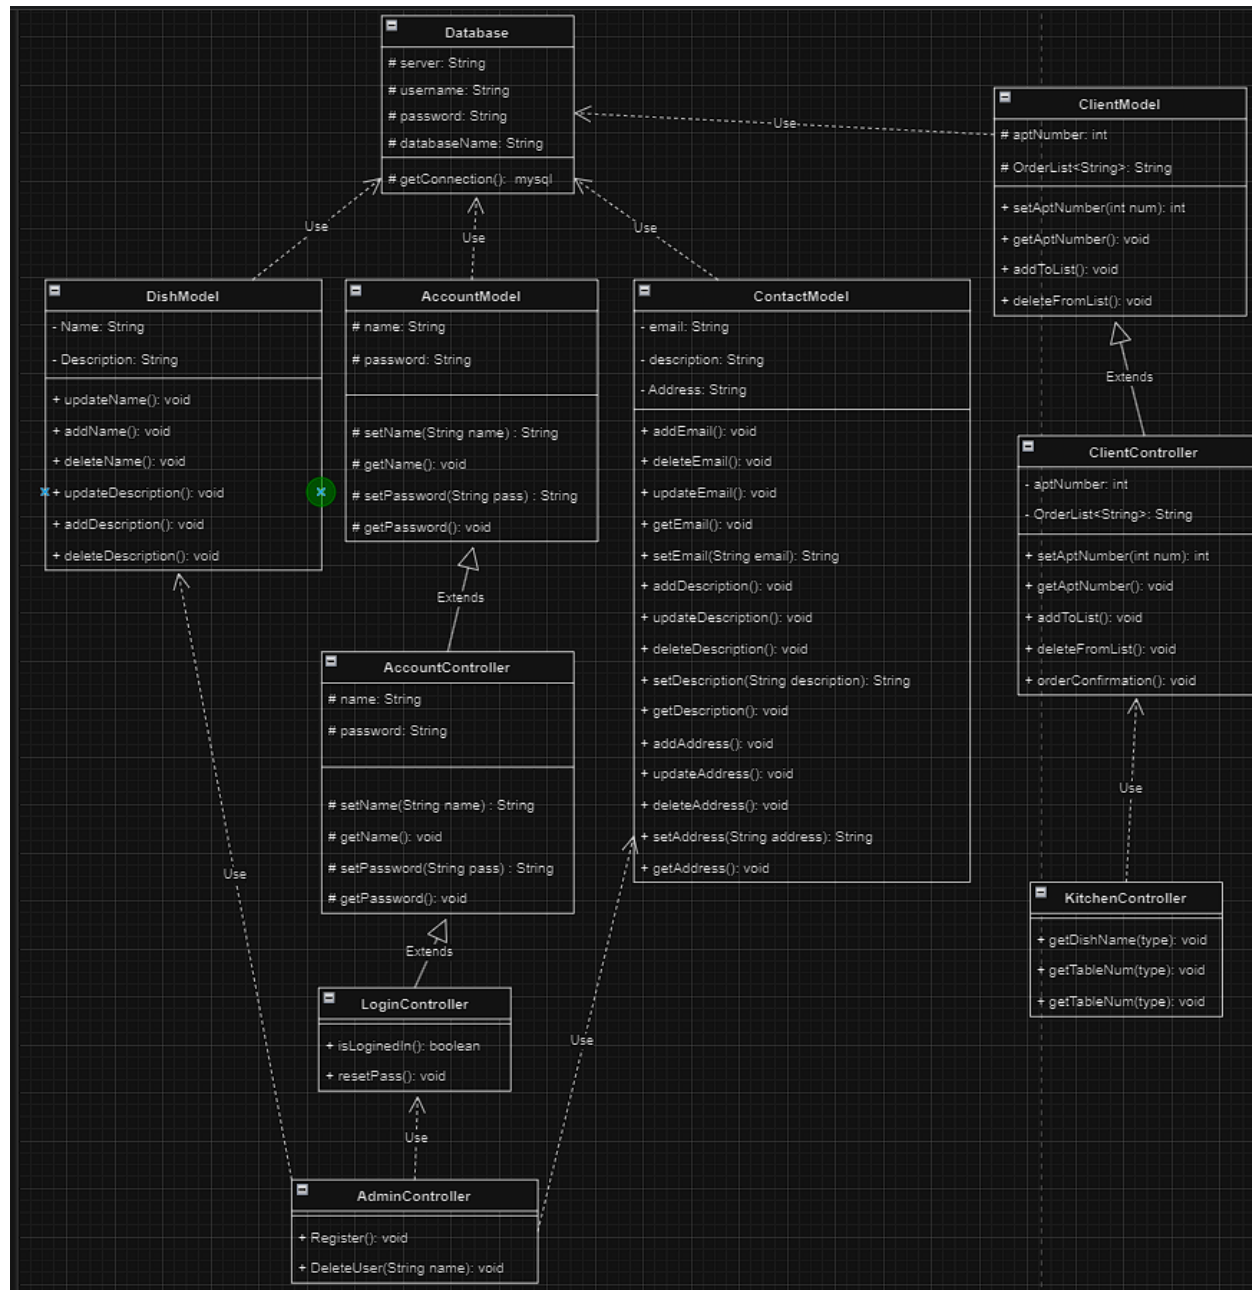 Database
# server: String
# username: String
# password: String
# databaseName: String
# getConnection(): mysql
ClientModel
# aptNumber: int
# OrderList<String>: String
+ setAptNumber(int num): int
+ getAptNumber(): void
+ addToList(): void
+ deleteFromList(): void
Use
Use
Use
Use
DishModel
- Name: String
- Description: String
+ updateName(): void
+ addName(): void
+ deleteName(): void
+ updateDescription(): void
+ addDescription(): void
+ deleteDescription(): void
AccountModel
# name: String
# password: String
# setName(String name) : String
# getName(): void
# setPassword(String pass) : String
# getPassword(): void
ContactModel
- email: String
- description: String
- Address: String
+ addEmail(): void
+ deleteEmail(): void
+ updateEmail(): void
+ getEmail(): void
+ setEmail(String email): String
+ addDescription(): void
+ updateDescription(): void
+ deleteDescription(): void
+ setDescription(String description): String
+ getDescription(): void
+ addAddress(): void
+ updateAddress(): void
+ deleteAddress(): void
+ setAddress(String address): String
+ getAddress(): void
Extends
ClientController
- aptNumber: int
- OrderList<String>: String
+ setAptNumber(int num): int
+ getAptNumber(): void
+ addToList(): void
+ deleteFromList(): void
+ orderConfirmation(): void
Extends
AccountController
# name: String
# password: String
# setName(String name) : String
# getName(): void
# setPassword(String pass) : String
# getPassword(): void
Use
Use
KitchenController
+ getDishName(type): void
+ getTableNum(type): void
+ getTableNum(type): void
Extends
LoginController
+ isLoginedIn(): boolean
+ resetPass(): void
Use
Use
AdminController
+ Register(): void
+ DeleteUser(String name): void